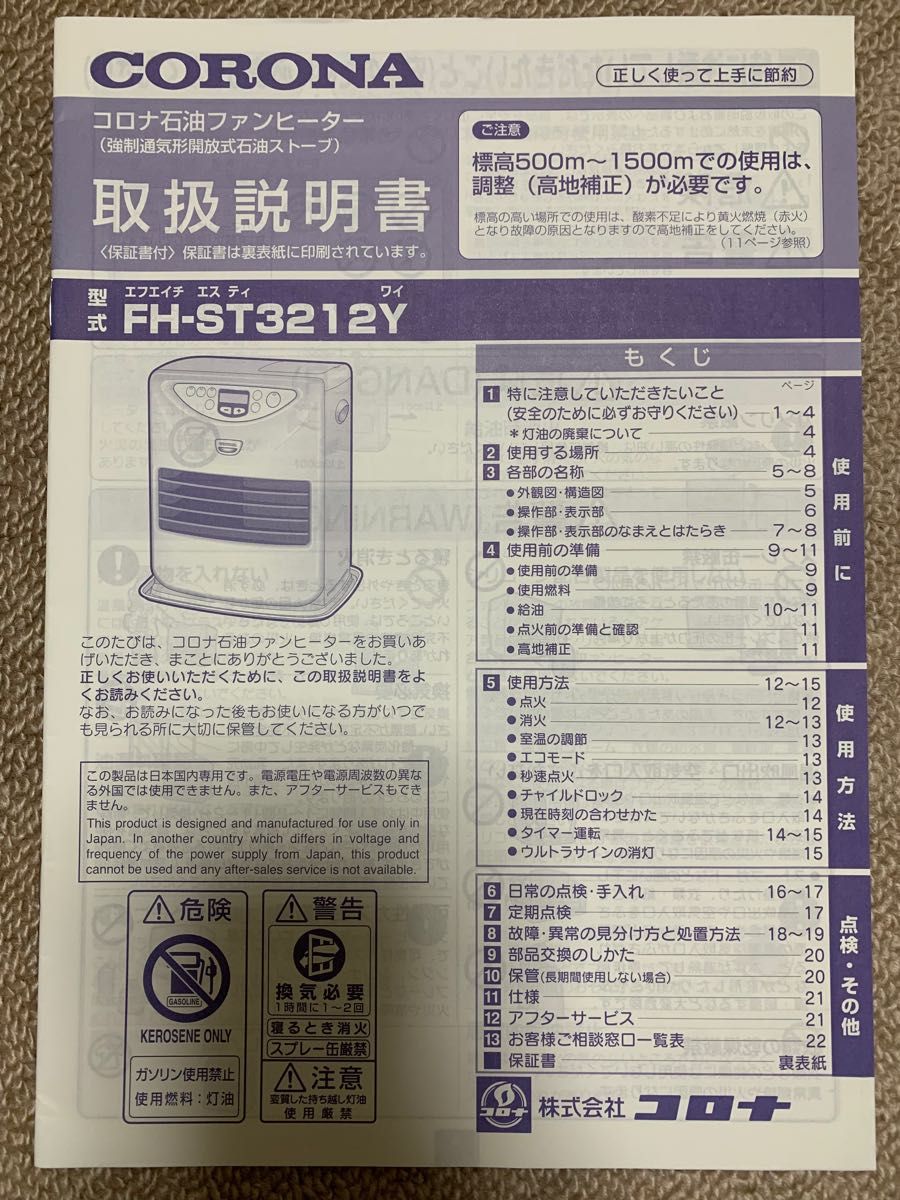 CORONA
正しく使って上手に節約
コロナ石油ファンヒーター
(強制通気形開放式石油ストーブ)
取扱説明書
〈保証書付〉保証書は裏表紙に印刷されています。
ご注意
標高500m〜1500mでの使用は、
調整(高地補正)が必要です。
標高の高い場所での使用は、酸素不足により黄火燃焼(赤火)
となり故障の原因となりますので高地補正をしてください。
(11ページ参照)
型式
エフエイチ エス ティ ワイ
FH-ST3212Y
もくじ
ページ
1 特に注意していただきたいこと
(安全のために必ずお守りください) 1〜4
＊灯油の廃棄について 4
2 使用する場所 4
3 各部の名称 5〜8
●外観図・構造図 5
●操作部・表示部 6
●操作部・表示部のなまえとはたらき 7〜8
4 使用前の準備 9〜11
●使用前の準備 9
●使用燃料 9
●給油 10〜11
●点火前の準備と確認 11
●高地補正 11
使用前に
5 使用方法 12〜15
●点火 12
●消火 12〜13
●室温の調節 13
●エコモード 13
●秒速点火 13
●チャイルドロック 14
●現在時刻の合わせかた 14
●タイマー運転 14〜15
●ウルトラサインの消灯 15
使用方法
6 日常の点検・手入れ 16〜17
7 定期点検 17
8 故障・異常の見分け方と処置方法 18〜19
9 部品交換のしかた 20
10 保管(長期間使用しない場合) 20
11 仕様 21
12 アフターサービス 21
13 お客様ご相談窓口一覧表 22
■ 保証書 裏表紙
点検・その他
このたびは、コロナ石油ファンヒーターをお買いあ
げいただき、まことにありがとうございました。
正しくお使いいただくために、この取扱説明書をよ
くお読みください。
なお、お読みになった後もお使いになる方がいつで
も見られる所に大切に保管してください。
この製品は日本国内専用です。電源電圧や電源周波数の異な
る外国では使用できません。また、アフターサービスもでき
ません。
This product is designed and manufactured for use only in
Japan. In another country which differs in voltage and
frequency of the power supply from Japan, this product
cannot be used and any after-sales service is not available.
危険
GASOLINE
KEROSENE ONLY
ガソリン使用禁止
使用燃料：灯油
警告
換気必要
1時間に1〜2回
寝るとき消火
スプレー缶厳禁
注意
変質した持ち越し灯油
使用厳禁
コロナ
株式会社 コロナ